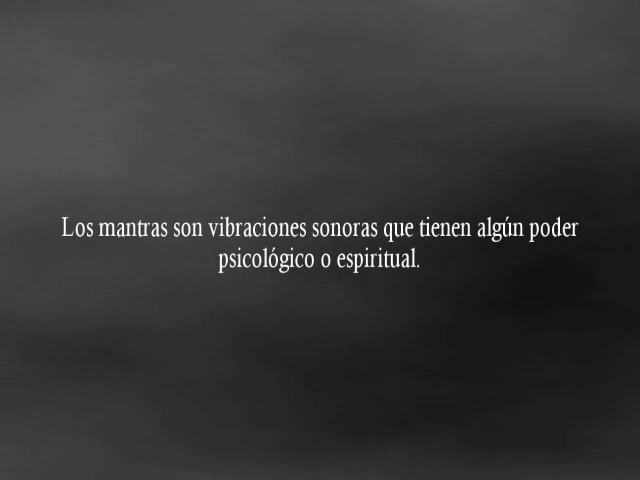 Los mantras son vibraciones sonoras que tienen algún poder
psicológico o espiritual.